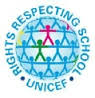 RIGHTS RESPECTING SCHOOL
UNICEF